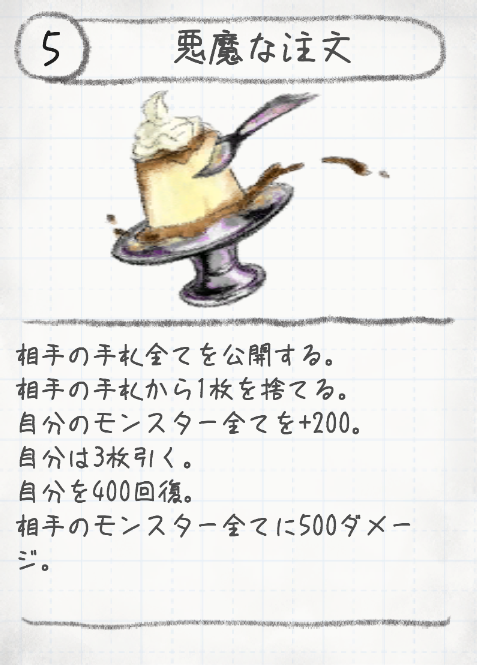 5
悪魔な注文
相手の手札全てを公開する。
相手の手札から1枚を捨てる。
自分のモンスター全てを+200。
自分は3枚引く。
自分を400回復。
相手のモンスター全てに500ダメー
ジ。